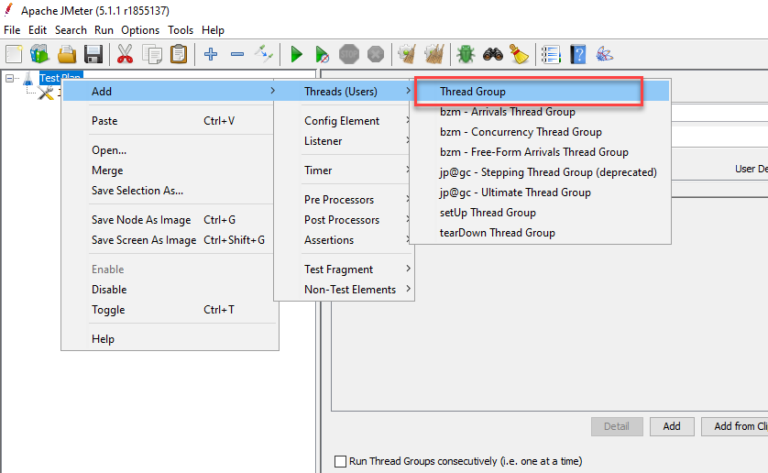 Apache JMeter (5.1.1 r1855137)
File Edit Search Run Options Tools Help
Test Plan
Add
Paste Ctrl+V
Open...
Merge
Save Selection As...
Save Node As Image Ctrl+G
Save Screen As Image Ctrl+Shift+G
Enable
Disable
Toggle Ctrl+T
Help
Threads (Users)
Config Element
Listener
Timer
Pre Processors
Post Processors
Assertions
Test Fragment
Non-Test Elements
Thread Group
bzm - Arrivals Thread Group
bzm - Concurrency Thread Group
bzm - Free-Form Arrivals Thread Group
jp@gc - Stepping Thread Group (deprecated)
jp@gc - Ultimate Thread Group
setUp Thread Group
tearDown Thread Group
User De
Detail Add Add from Cli
Run Thread Groups consecutively (i.e. one at a time)